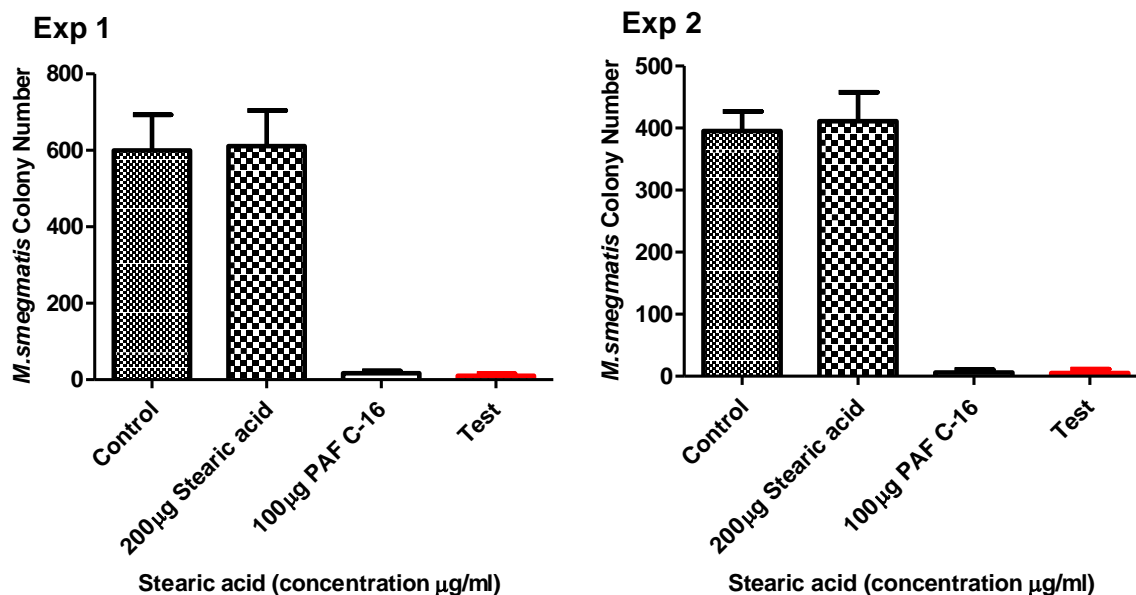 Exp 1
M.smegmatis Colony Number
800
600
400
200
0
Control
200µg Stearic acid
100µg PAF C-16
Test
Stearic acid (concentration µg/ml)
Exp 2
M.smegmatis Colony Number
500
400
300
200
100
0
Control
200µg Stearic acid
100µg PAF C-16
Test
Stearic acid (concentration µg/ml)